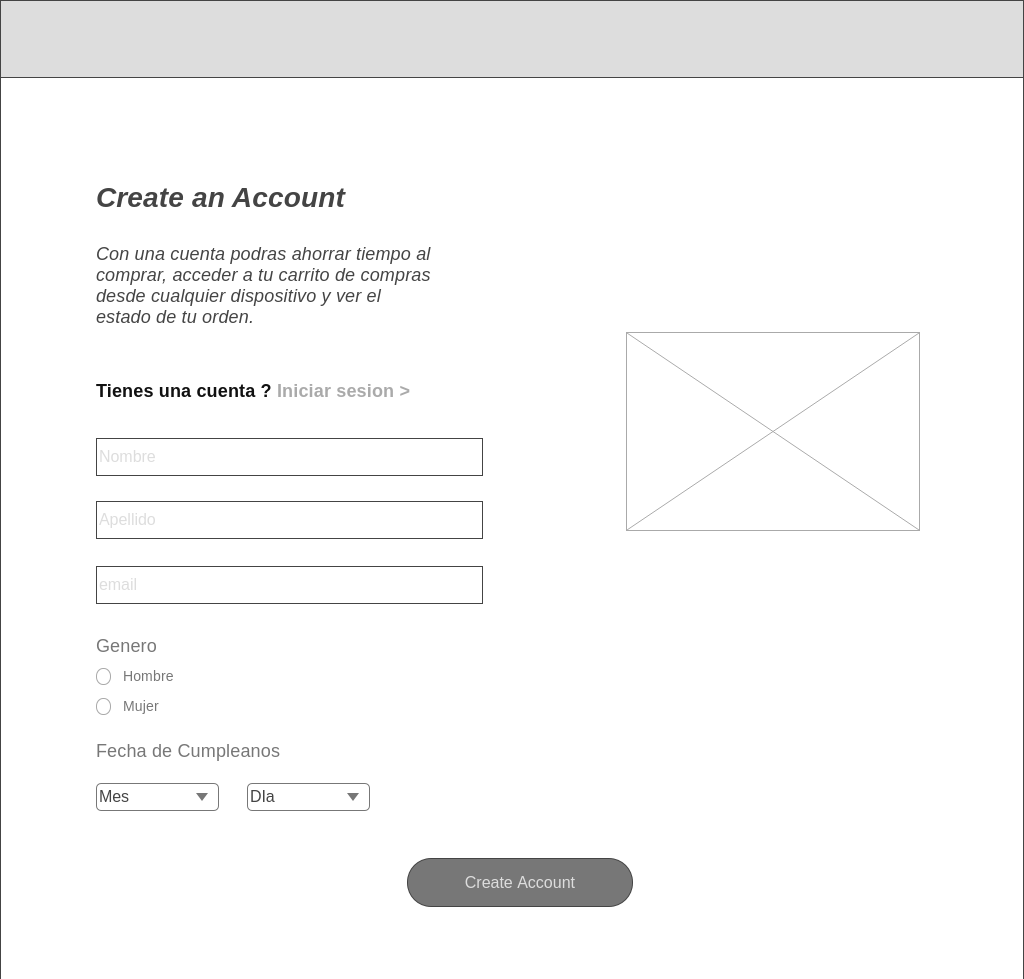 Create an Account
Con una cuenta podras ahorrar tiempo al
comprar, acceder a tu carrito de compras
desde cualquier dispositivo y ver el
estado de tu orden.
Tienes una cuenta ? Iniciar sesion >
Nombre
Apellido
email
Genero
Hombre
Mujer
Fecha de Cumpleanos
Mes DIa
Create Account